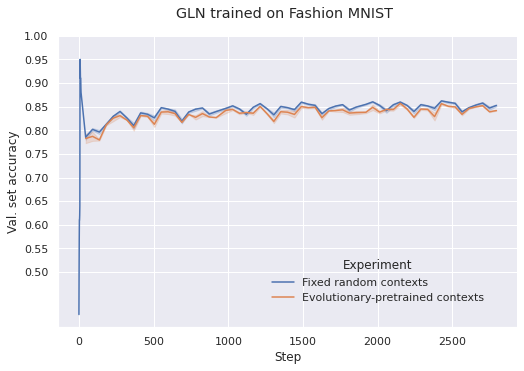 GLN trained on Fashion MNIST
1.00
0.95
0.90
0.85
0.80
0.75
0.70
0.65
0.60
0.55
0.50
Val. set accuracy
Experiment
Fixed random contexts
Evolutionary-pretrained contexts
0 500 1000 1500 2000 2500
Step